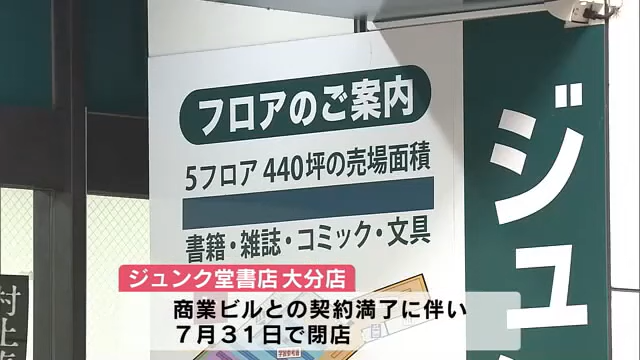 フロアのご案内
5フロア 440坪の売場面積
書籍・雑誌・コミック・文具
ジュン
村上
ジュンク堂書店 大分店
商業ビルとの契約満了に伴い
7月31日で閉店